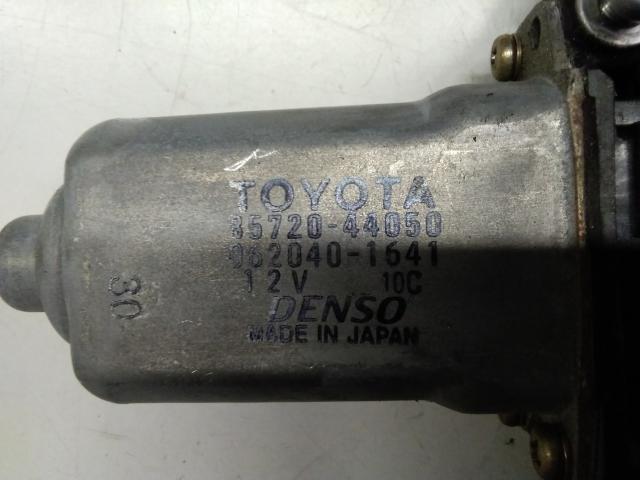 TOYOTA
85720-44050
062040-1641
12V 10C
DENSO
MADE IN JAPAN
30